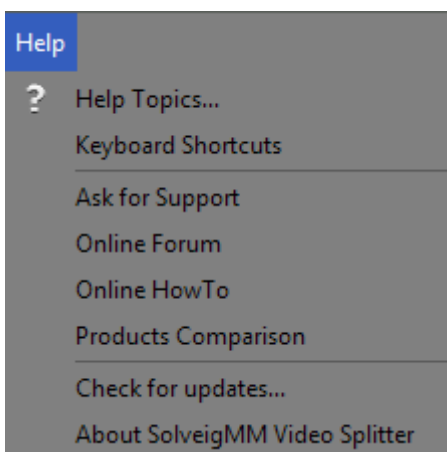 Help
? Help Topics...
Keyboard Shortcuts
Ask for Support
Online Forum
Online HowTo
Products Comparison
Check for updates...
About SolveigMM Video Splitter